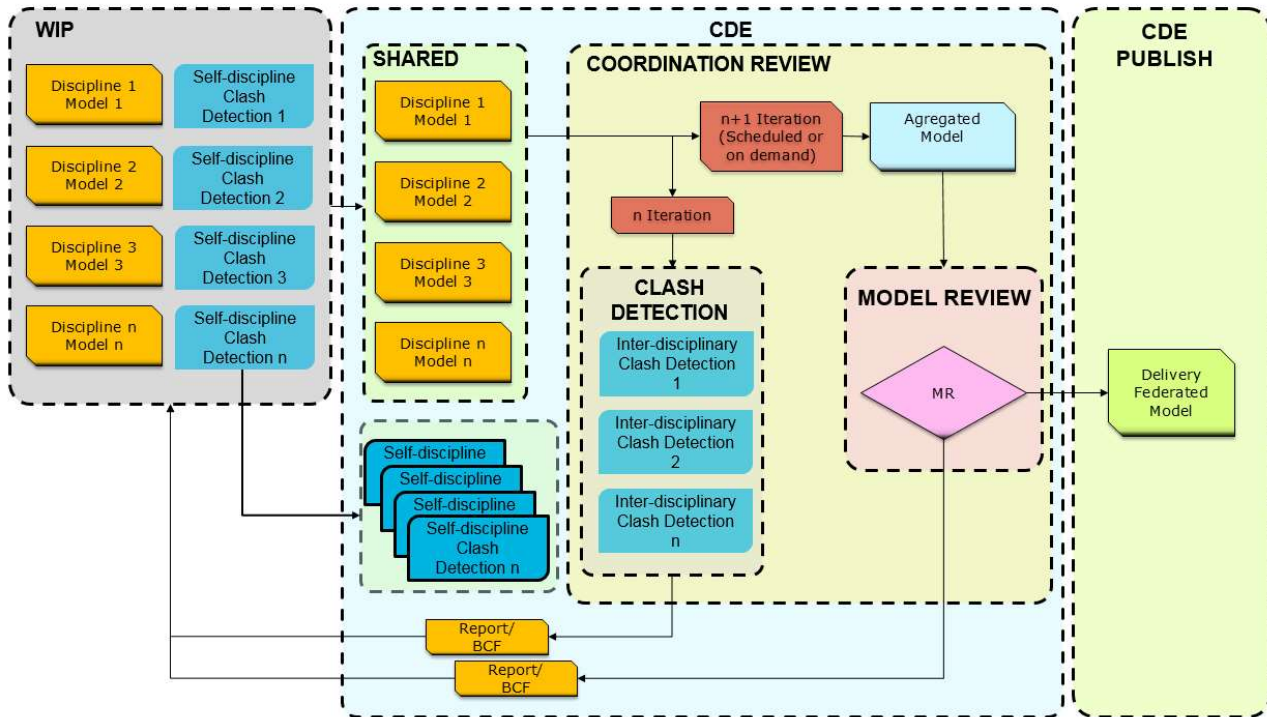 WIP
Discipline 1
Model 1
Self-discipline
Clash
Detection 1
Discipline 2
Model 2
Self-discipline
Clash
Detection 2
Discipline 3
Model 3
Self-discipline
Clash
Detection 3
Discipline n
Model n
Self-discipline
Clash
Detection n
CDE
SHARED
Discipline 1
Model 1
Discipline 2
Model 2
Discipline 3
Model 3
Discipline n
Model n
Self-discipline
Self-discipline
Self-discipline
Self-discipline
Clash
Detection n
COORDINATION REVIEW
n+1 Iteration
(Scheduled or
on demand)
Agregated
Model
n Iteration
CLASH
DETECTION
Inter-disciplinary
Clash Detection
1
Inter-disciplinary
Clash Detection
2
Inter-disciplinary
Clash Detection
n
MODEL REVIEW
MR
Report/
BCF
Report/
BCF
CDE
PUBLISH
Delivery
Federated
Model